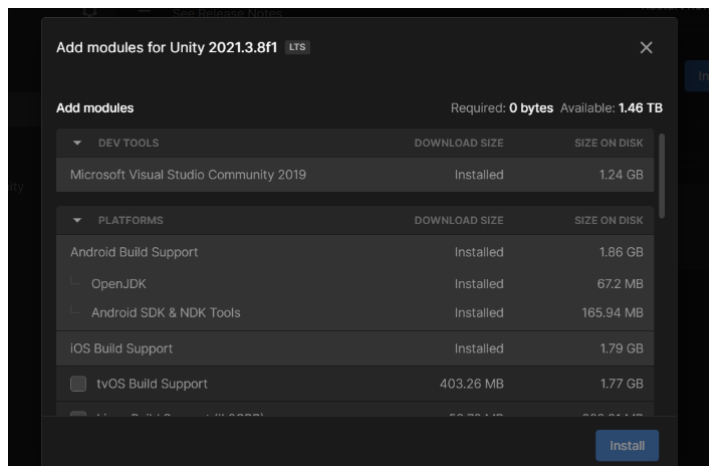 See Release Notes
Add modules for Unity 2021.3.8f1 LTS
Add modules Required: 0 bytes Available: 1.46 TB
DEV TOOLS DOWNLOAD SIZE SIZE ON DISK
Microsoft Visual Studio Community 2019 Installed 1.24 GB
PLATFORMS DOWNLOAD SIZE SIZE ON DISK
Android Build Support Installed 1.86 GB
OpenJDK Installed 67.2 MB
Android SDK & NDK Tools Installed 165.94 MB
iOS Build Support Installed 1.79 GB
tvOS Build Support 403.26 MB 1.77 GB
Install